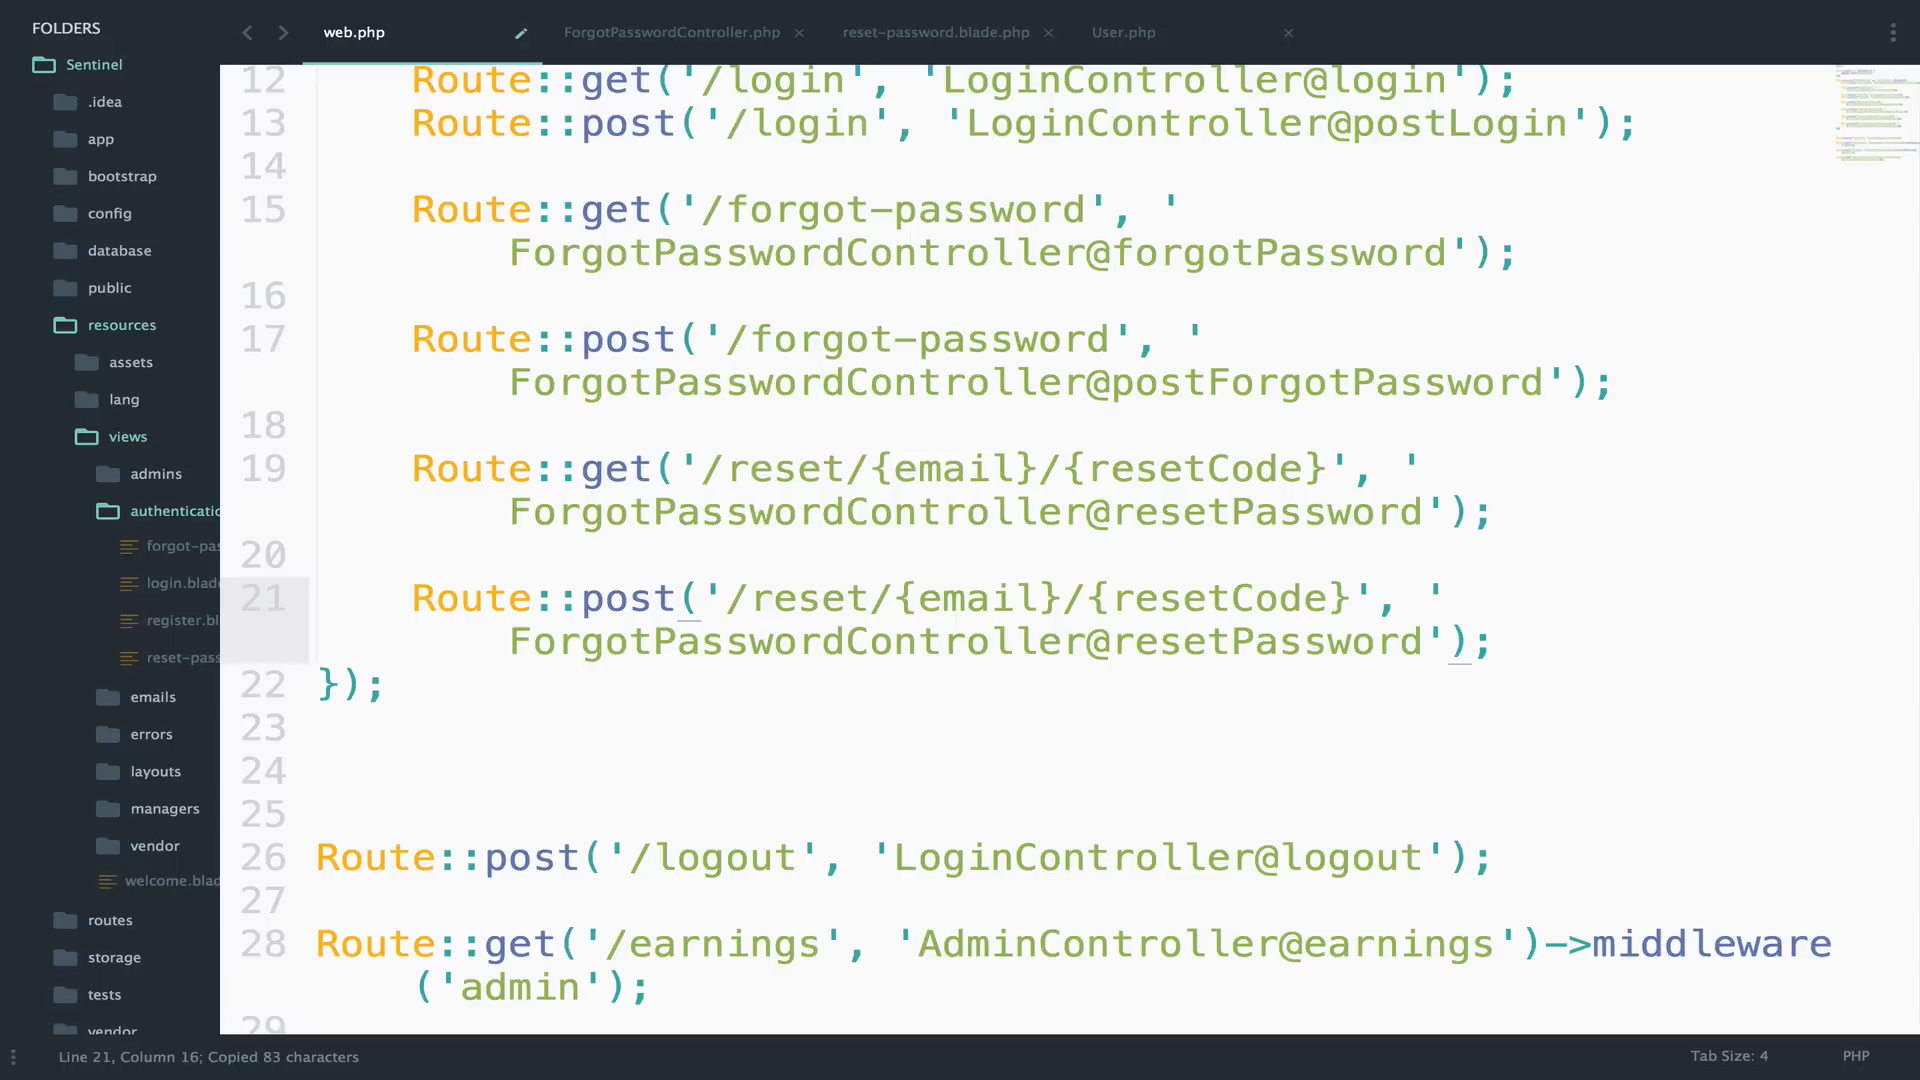 FOLDERS
Sentinel
.idea
app
bootstrap
config
database
public
resources
assets
lang
views
admins
authenticatio
forgot-pas
login.blade
register.bl
reset-pass
emails
errors
layouts
managers
vendor
welcome.blad
routes
storage
tests
vendor
web.php
ForgotPasswordController.php ×
reset-password.blade.php ×
User.php ×
12 Route::get('/login', 'LoginController@login');
13 Route::post('/login', 'LoginController@postLogin');
14
15 Route::get('/forgot-password', '
ForgotPasswordController@forgotPassword');
16
17 Route::post('/forgot-password', '
ForgotPasswordController@postForgotPassword');
18
19 Route::get('/reset/{email}/{resetCode}', '
ForgotPasswordController@resetPassword');
20
21 Route::post('/reset/{email}/{resetCode}', '
ForgotPasswordController@resetPassword');
22 });
23
24
25
26 Route::post('/logout', 'LoginController@logout');
27
28 Route::get('/earnings', 'AdminController@earnings')->middleware
('admin');
29
Line 21, Column 16; Copied 83 characters
Tab Size: 4
PHP